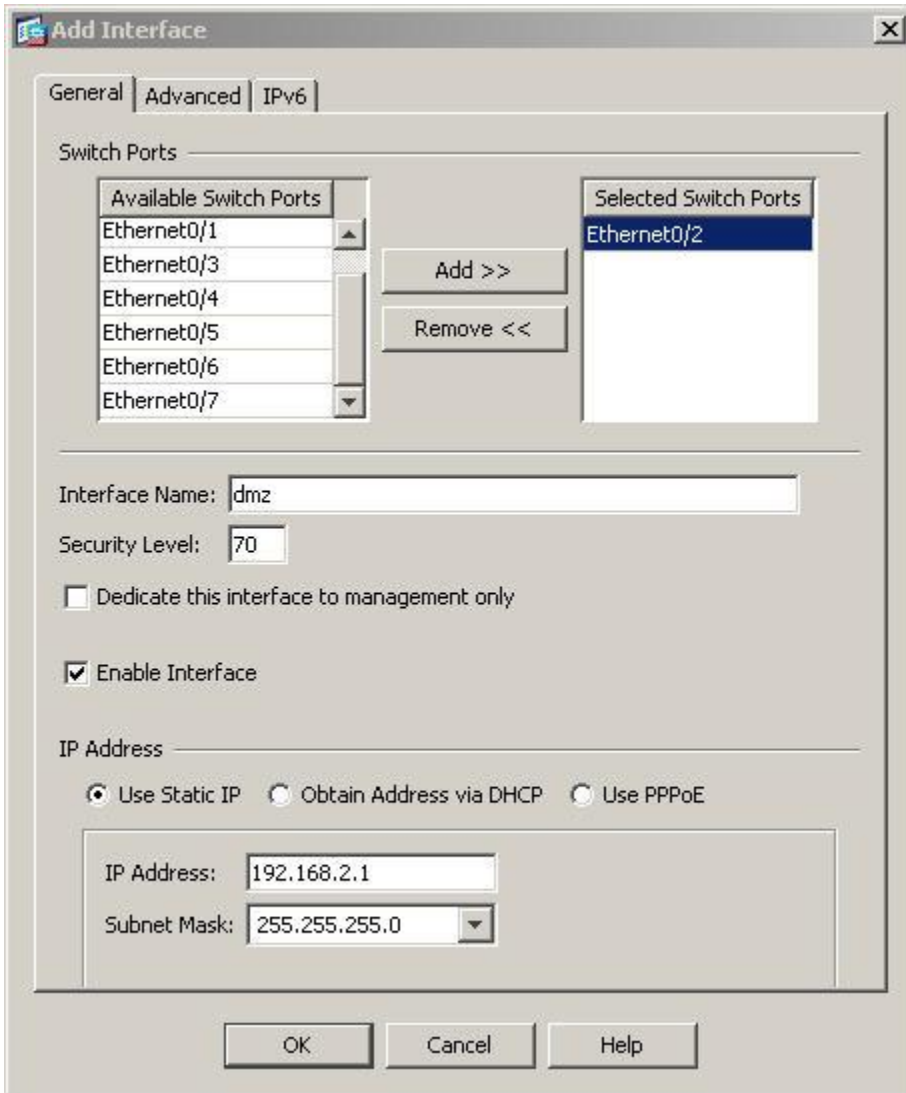 Add Interface
General Advanced IPv6
Switch Ports
Available Switch Ports
Ethernet0/1
Ethernet0/3
Ethernet0/4
Ethernet0/5
Ethernet0/6
Ethernet0/7
Add >>
Remove <<
Selected Switch Ports
Ethernet0/2
Interface Name: dmz
Security Level: 70
Dedicate this interface to management only
Enable Interface
IP Address
Use Static IP Obtain Address via DHCP Use PPPoE
IP Address: 192.168.2.1
Subnet Mask: 255.255.255.0
OK Cancel Help